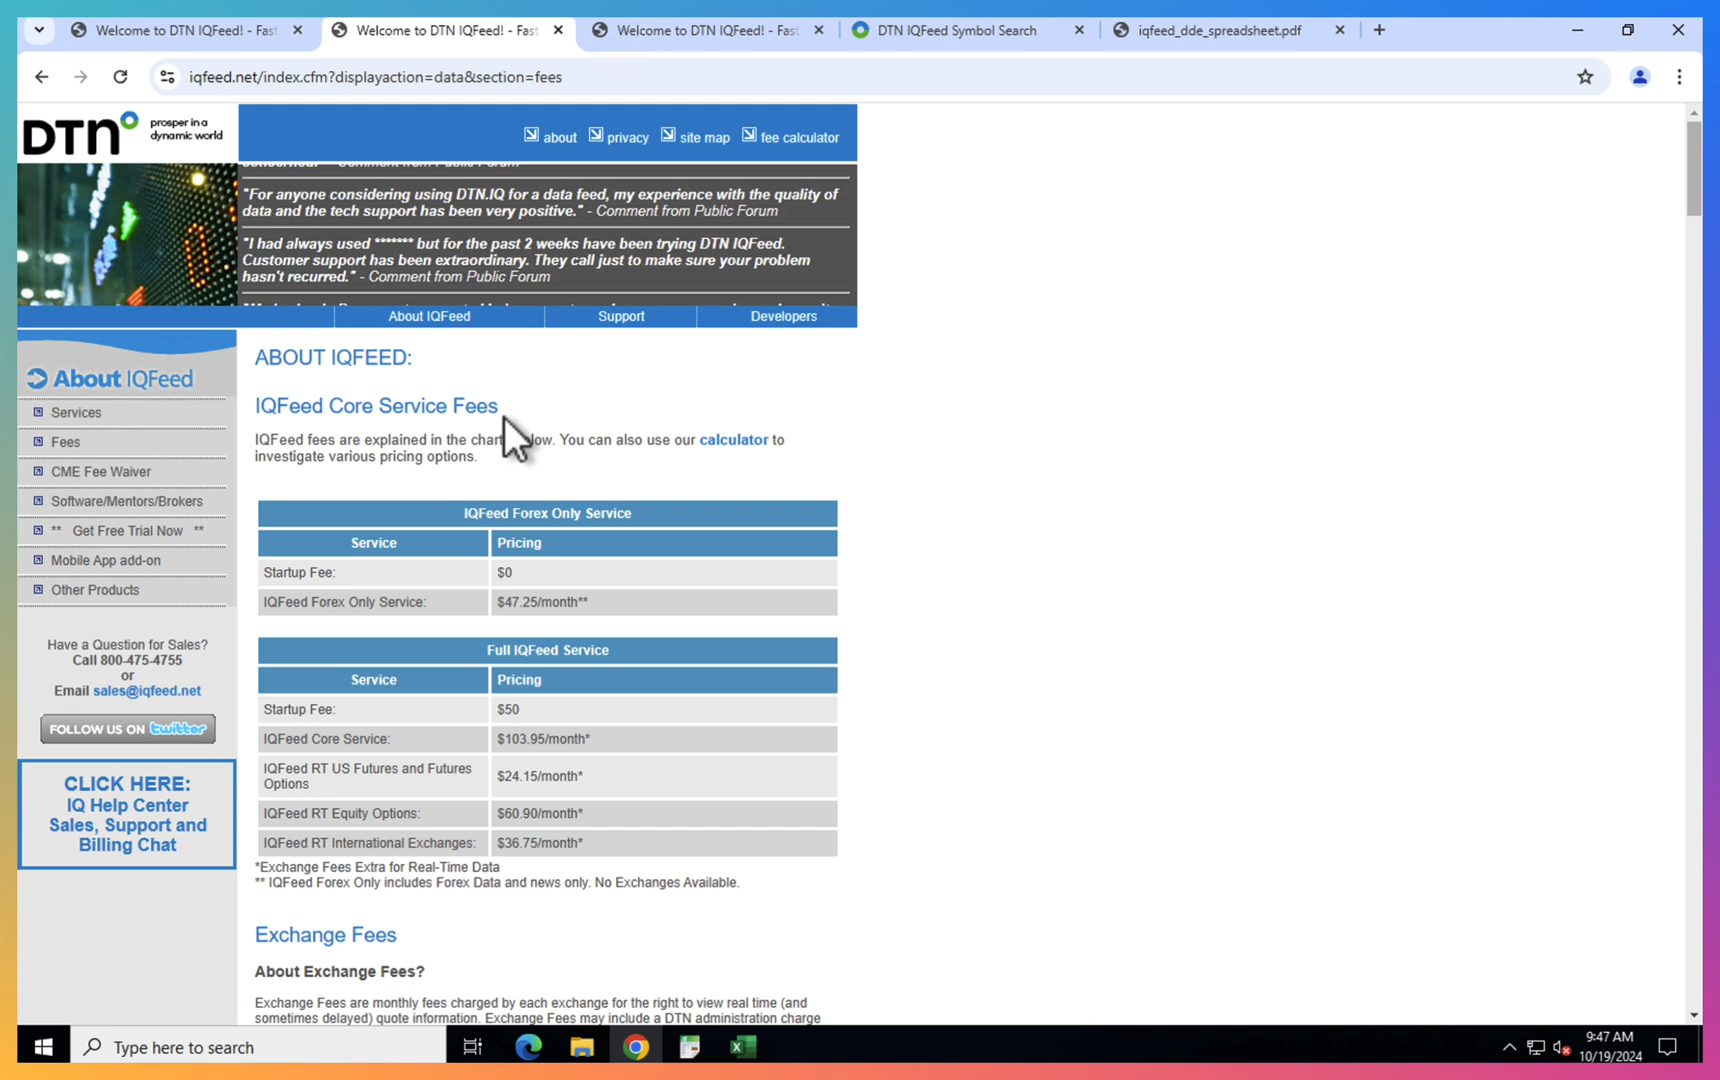 Welcome to DTN IQFeed! - Fast
Welcome to DTN IQFeed! - Fast
Welcome to DTN IQFeed! - Fast
DTN IQFeed Symbol Search
iqfeed_dde_spreadsheet.pdf
iqfeed.net/index.cfm?displayaction=data&section=fees
DTN
prosper in a
dynamic world
about
privacy
site map
fee calculator
concerned." - Comment from Public Forum
"For anyone considering using DTN.IQ for a data feed, my experience with the quality of
data and the tech support has been very positive." - Comment from Public Forum
"I had always used ******* but for the past 2 weeks have been trying DTN IQFeed.
Customer support has been extraordinary. They call just to make sure your problem
hasn't recurred." - Comment from Public Forum
About IQFeed
Support
Developers
About IQFeed
Services
Fees
CME Fee Waiver
Software/Mentors/Brokers
** Get Free Trial Now **
Mobile App add-on
Other Products
Have a Question for Sales?
Call 800-475-4755
or
Email sales@iqfeed.net
FOLLOW US ON twitter
CLICK HERE:
IQ Help Center
Sales, Support and
Billing Chat
ABOUT IQFEED:
IQFeed Core Service Fees
IQFeed fees are explained in the chart low. You can also use our calculator to
investigate various pricing options.
IQFeed Forex Only Service
Service Pricing
Startup Fee: $0
IQFeed Forex Only Service: $47.25/month**
Full IQFeed Service
Service Pricing
Startup Fee: $50
IQFeed Core Service: $103.95/month*
IQFeed RT US Futures and Futures
Options $24.15/month*
IQFeed RT Equity Options: $60.90/month*
IQFeed RT International Exchanges: $36.75/month*
*Exchange Fees Extra for Real-Time Data
** IQFeed Forex Only includes Forex Data and news only. No Exchanges Available.
Exchange Fees
About Exchange Fees?
Exchange Fees are monthly fees charged by each exchange for the right to view real time (and
sometimes delayed) quote information. Exchange Fees may include a DTN administration charge
Type here to search
9:47 AM
10/19/2024